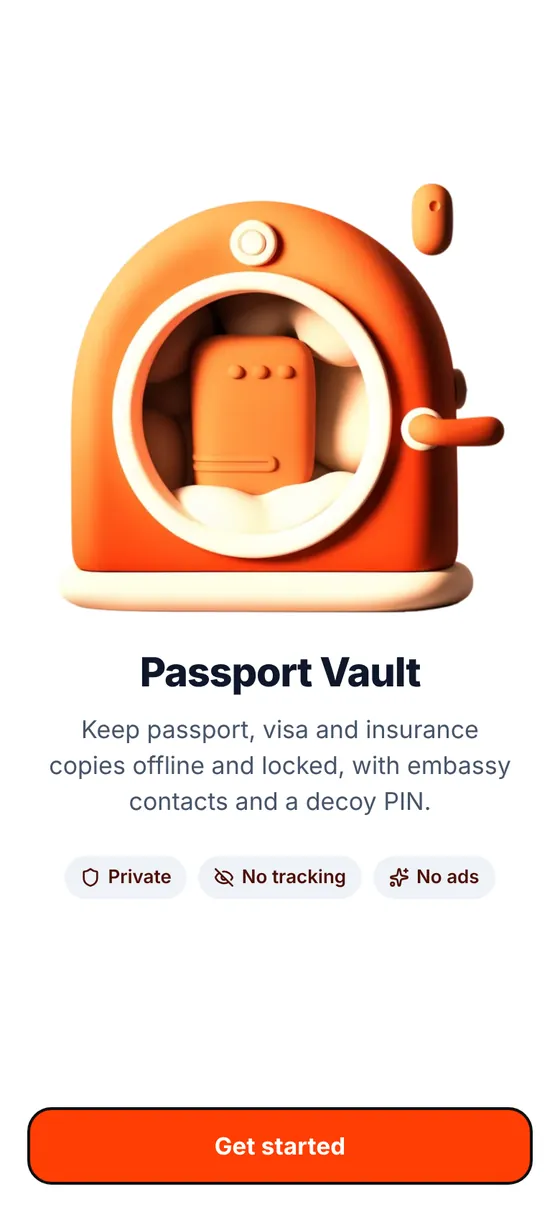 Passport Vault
Keep passport, visa and insurance
copies offline and locked, with embassy
contacts and a decoy PIN.
Private
No tracking
No ads
Get started